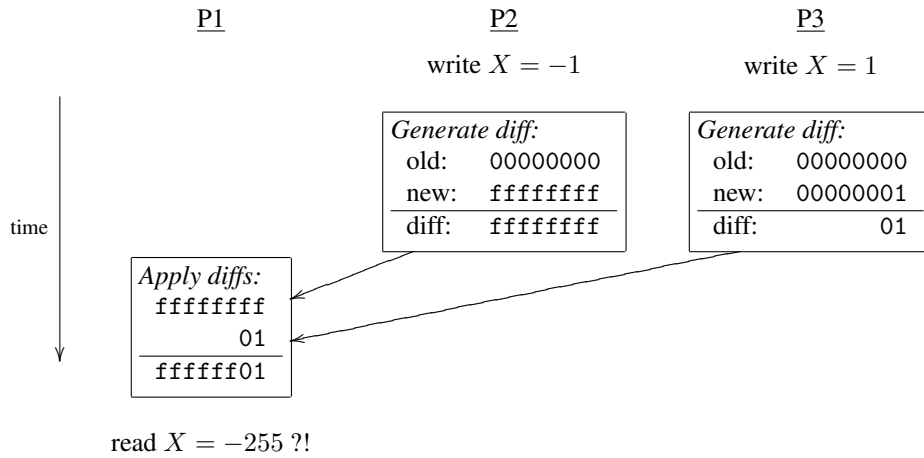 P1 P2 P3
write X = −1 write X = 1
Generate diff: Generate diff:
old: 00000000 old: 00000000
new: ffffffff new: 00000001
diff: ffffffff diff: 01
time
Apply diffs:
ffffffff
01
ffffff01
read X = −255 ?!